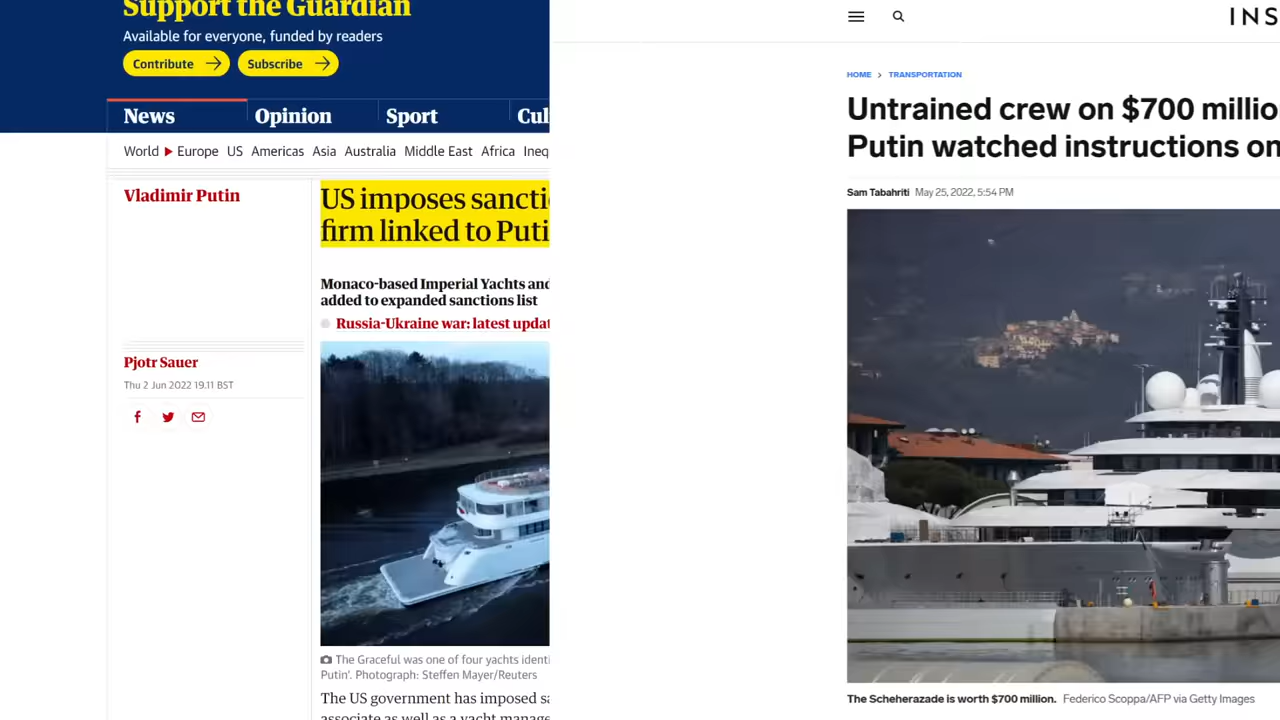 Support the Guardian
Available for everyone, funded by readers
Contribute
Subscribe
News
Opinion
Sport
Cul
World
Europe
US
Americas
Asia
Australia
Middle East
Africa
Ineq
Vladimir Putin
US imposes sancti
firm linked to Puti
Monaco-based Imperial Yachts and
added to expanded sanctions list
Russia-Ukraine war: latest updat
Pjotr Sauer
Thu 2 Jun 2022 19.11 BST
The Graceful was one of four yachts identi
Putin'. Photograph: Steffen Mayer/Reuters
The US government has imposed sa
associate as well as a yacht manage
INS
HOME > TRANSPORTATION
Untrained crew on $700 millio
Putin watched instructions on
Sam Tabahriti May 25, 2022, 5:54 PM
The Scheherazade is worth $700 million. Federico Scoppa/AFP via Getty Images